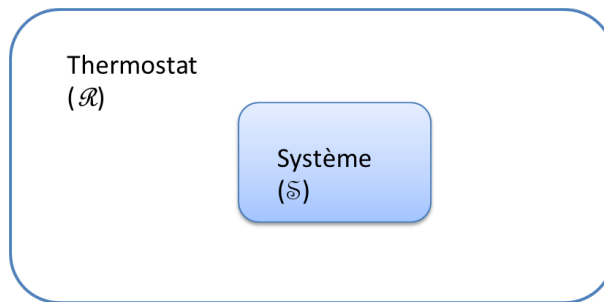 Thermostat
(ℛ)
Système
(𝕊)